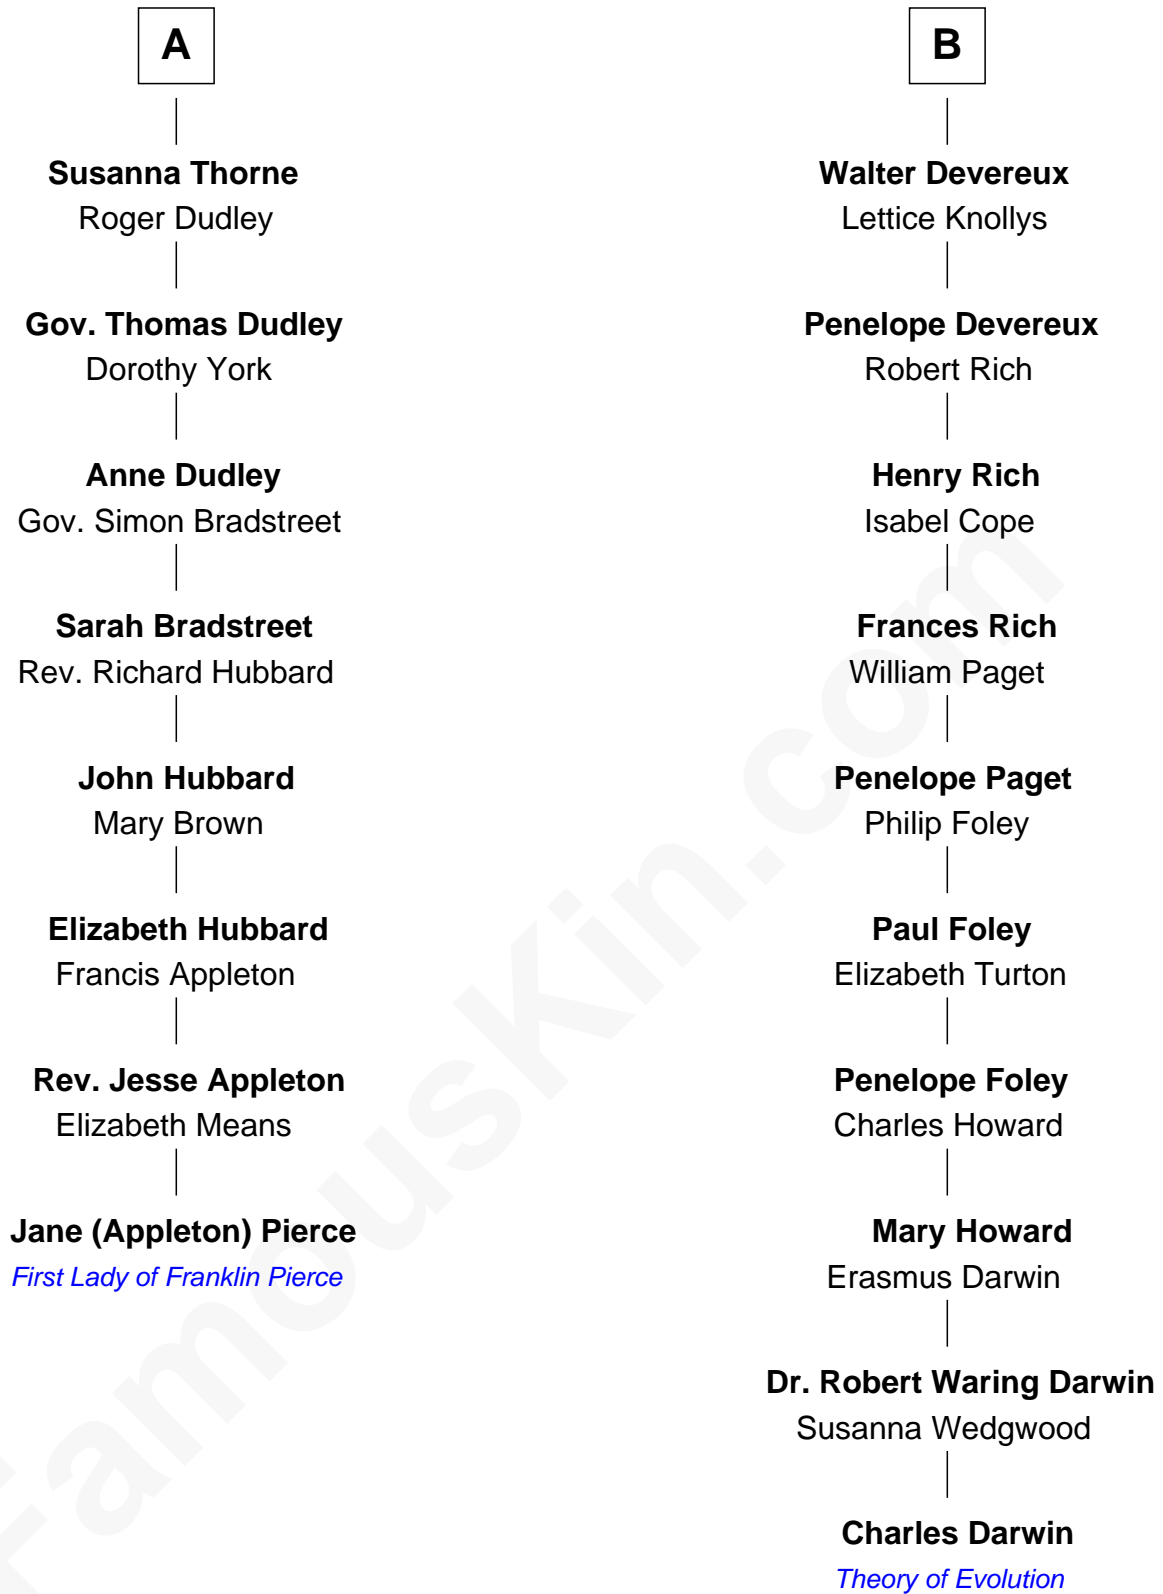 A
Susanna Thorne
Roger Dudley
Gov. Thomas Dudley
Dorothy York
Anne Dudley
Gov. Simon Bradstreet
Sarah Bradstreet
Rev. Richard Hubbard
John Hubbard
Mary Brown
Elizabeth Hubbard
Francis Appleton
Rev. Jesse Appleton
Elizabeth Means
Jane (Appleton) Pierce
First Lady of Franklin Pierce
B
Walter Devereux
Lettice Knollys
Penelope Devereux
Robert Rich
Henry Rich
Isabel Cope
Frances Rich
William Paget
Penelope Paget
Philip Foley
Paul Foley
Elizabeth Turton
Penelope Foley
Charles Howard
Mary Howard
Erasmus Darwin
Dr. Robert Waring Darwin
Susanna Wedgwood
Charles Darwin
Theory of Evolution
FamousKin.com